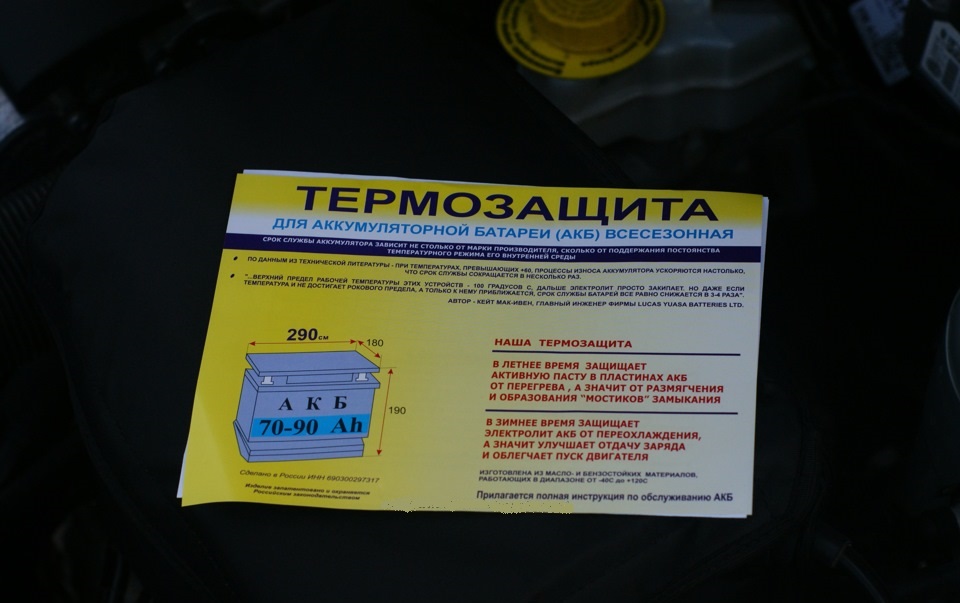 ТЕРМОЗАЩИТА
ДЛЯ АККУМУЛЯТОРНОЙ БАТАРЕИ (АКБ) ВСЕСЕЗОННАЯ
СРОК СЛУЖБЫ АККУМУЛЯТОРА ЗАВИСИТ НЕ СТОЛЬКО ОТ МАРКИ ПРОИЗВОДИТЕЛЯ, СКОЛЬКО ОТ ПОДДЕРЖАНИЯ ПОСТОЯНСТВА
ТЕМПЕРАТУРНОГО РЕЖИМА ЕГО ВНУТРЕННЕЙ СРЕДЫ
• ПО ДАННЫМ ИЗ ТЕХНИЧЕСКОЙ ЛИТЕРАТУРЫ - ПРИ ТЕМПЕРАТУРАХ, ПРЕВЫШАЮЩИХ +60, ПРОЦЕССЫ ИЗНОСА АККУМУЛЯТОРА УСКОРЯЮТСЯ НАСТОЛЬКО,
ЧТО СРОК СЛУЖБЫ СОКРАЩАЕТСЯ В НЕСКОЛЬКО РАЗ.
• "...ВЕРХНИЙ ПРЕДЕЛ РАБОЧЕЙ ТЕМПЕРАТУРЫ ЭТИХ УСТРОЙСТВ - 100 ГРАДУСОВ С, ДАЛЬШЕ ЭЛЕКТРОЛИТ ПРОСТО ЗАКИПАЕТ. НО ДАЖЕ ЕСЛИ
ТЕМПЕРАТУРА И НЕ ДОСТИГАЕТ РОКОВОГО ПРЕДЕЛА, А ТОЛЬКО К НЕМУ ПРИБЛИЖАЕТСЯ, СРОК СЛУЖБЫ БАТАРЕЙ ВСЕ РАВНО СНИЖАЕТСЯ В 3-4 РАЗА".
АВТОР - КЕЙТ МАК-ИВЕН, ГЛАВНЫЙ ИНЖЕНЕР ФИРМЫ LUCAS YUASA BATTERIES LTD.
290см
180
190
А К Б
70-90 Ah
Сделано в России ИНН 690300297317
Изделие запатентовано и охраняется
Российским законодательством
НАША ТЕРМОЗАЩИТА
В ЛЕТНЕЕ ВРЕМЯ ЗАЩИЩАЕТ
АКТИВНУЮ ПАСТУ В ПЛАСТИНАХ АКБ
ОТ ПЕРЕГРЕВА , А ЗНАЧИТ ОТ РАЗМЯГЧЕНИЯ
И ОБРАЗОВАНИЯ "МОСТИКОВ" ЗАМЫКАНИЯ
В ЗИМНЕЕ ВРЕМЯ ЗАЩИЩАЕТ
ЭЛЕКТРОЛИТ АКБ ОТ ПЕРЕОХЛАЖДЕНИЯ,
А ЗНАЧИТ УЛУЧШАЕТ ОТДАЧУ ЗАРЯДА
И ОБЛЕГЧАЕТ ПУСК ДВИГАТЕЛЯ
ИЗГОТОВЛЕНА ИЗ МАСЛО- И БЕНЗОСТОЙКИХ МАТЕРИАЛОВ,
РАБОТАЮЩИХ В ДИАПАЗОНЕ ОТ -40С до +120С
Прилагается полная инструкция по обслуживанию АКБ